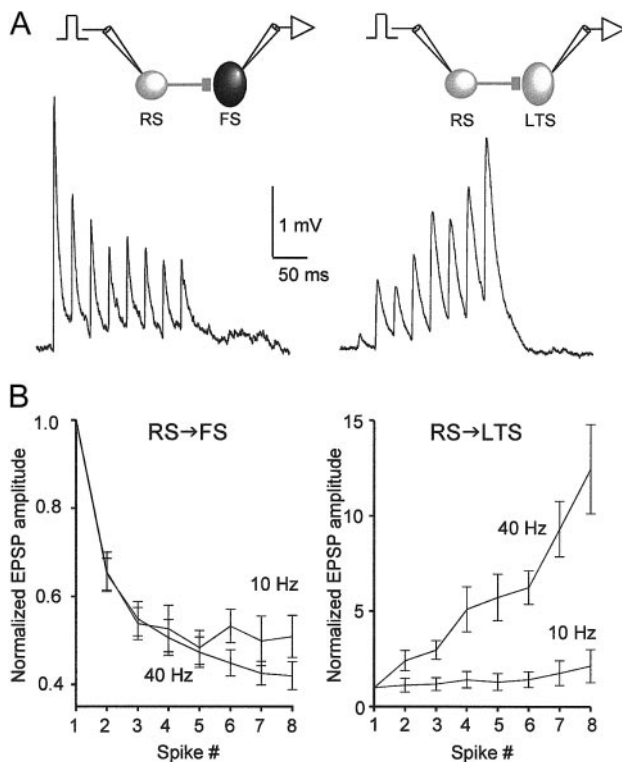 A
RS
FS
RS
LTS
1 mV
50 ms
B
RS→FS
RS→LTS
Normalized EPSP amplitude
1.0
0.8
0.6
0.4
10 Hz
40 Hz
1 2 3 4 5 6 7 8
Spike #
Normalized EPSP amplitude
15
10
5
0
40 Hz
10 Hz
1 2 3 4 5 6 7 8
Spike #